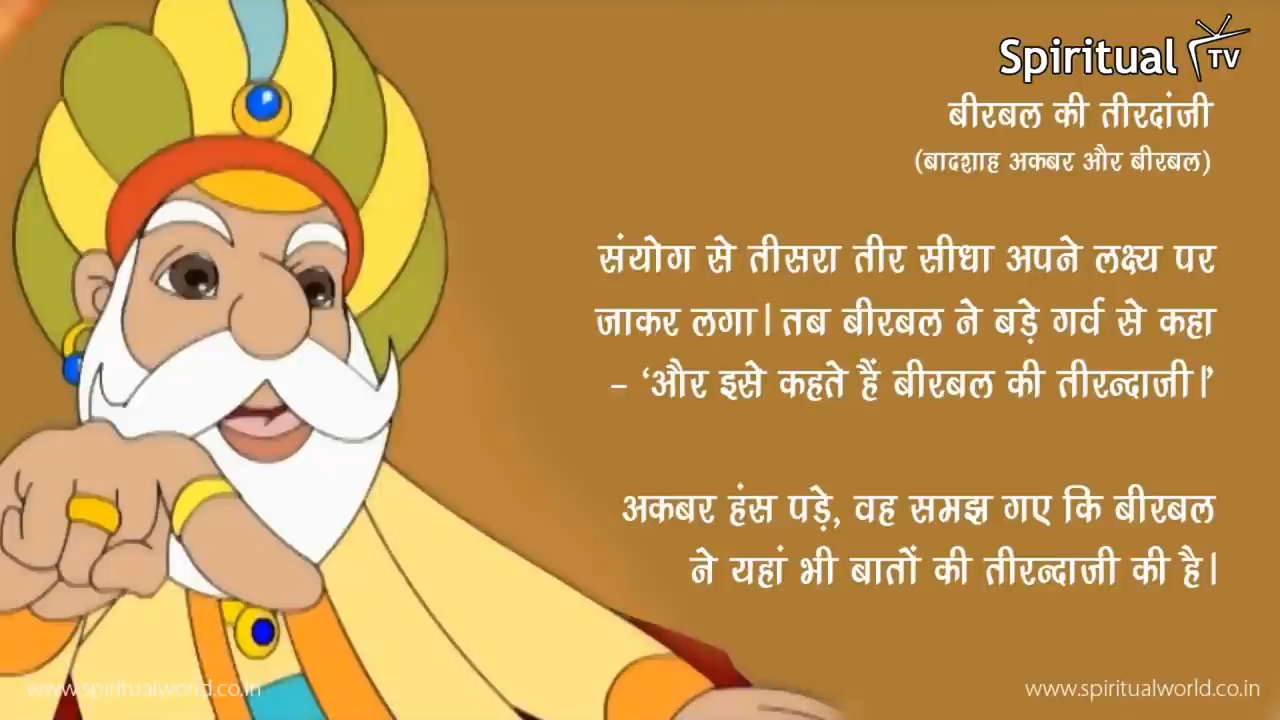 Spiritual TV
बीरबल की तीरदांजी
(बादशाह अकबर और बीरबल)
संयोग से तीसरा तीर सीधा अपने लक्ष्य पर
जाकर लगा। तब बीरबल ने बड़े गर्व से कहा
– ‘और इसे कहते हैं बीरबल की तीरन्दाजी।’
अकबर हंस पड़े, वह समझ गए कि बीरबल
ने यहां भी बातों की तीरन्दाजी की है।
www.spiritualworld.co.in
www.spiritualworld.co.in